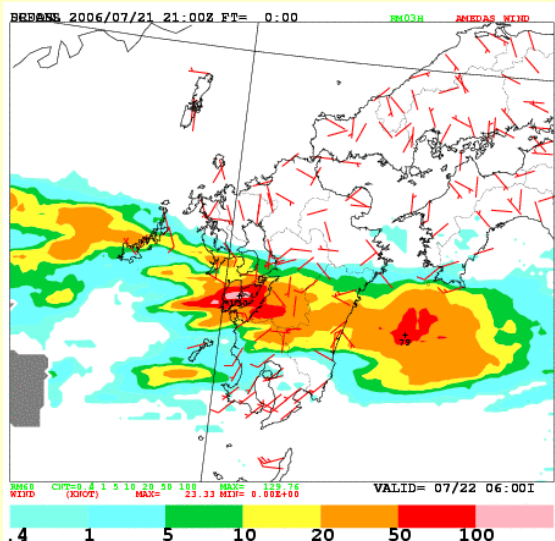 2006/07/21 21:00Z FT= 0:00 RM03H AMEDAS WIND
79
RM60 CNT=0.4 1 5 10 20 50 100 MAX= 129.76
WIND (KNOT) MAX= 23.33 MIN= 0.00E+00
VALID= 07/22 06:00I
.4 1 5 10 20 50 100